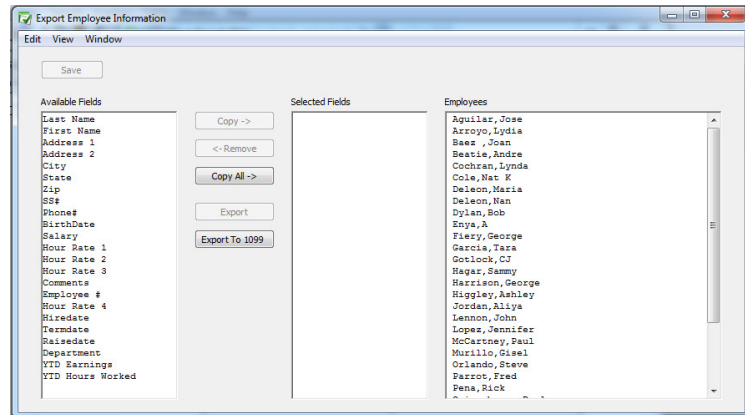 Export Employee Information
Edit View Window
Save
Available Fields
Last Name
First Name
Address 1
Address 2
City
State
Zip
SS#
Phone#
BirthDate
Salary
Hour Rate 1
Hour Rate 2
Hour Rate 3
Comments
Employee #
Hour Rate 4
Hiredate
Termdate
Raisedate
Department
YTD Earnings
YTD Hours Worked
Copy ->
<- Remove
Copy All ->
Export
Export To 1099
Selected Fields
Employees
Aguilar,Jose
Arroyo,Lydia
Baez ,Joan
Beatie,Andre
Cochran,Lynda
Cole,Nat K
Deleon,Maria
Deleon,Nan
Dylan,Bob
Enya,A
Fiery,George
Garcia,Tara
Gotlock,CJ
Hagar,Sammy
Harrison,George
Higgley,Ashley
Jordan,Aliya
Lennon,John
Lopez,Jennifer
McCartney,Paul
Murillo,Gisel
Orlando,Steve
Parrot,Fred
Pena,Rick